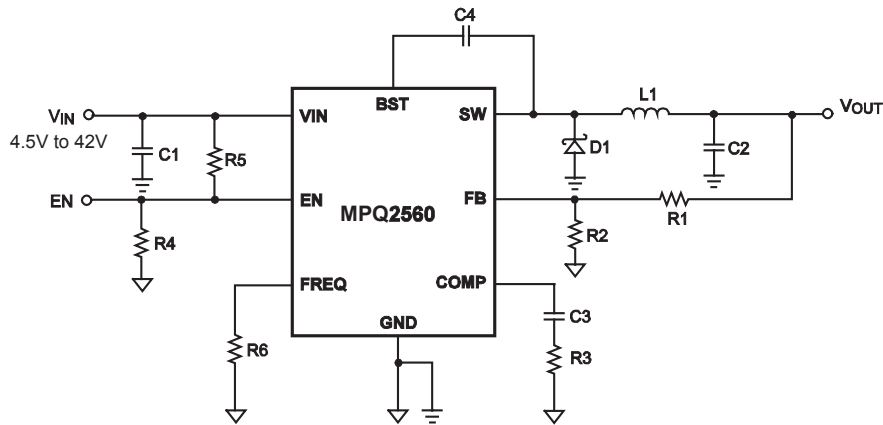 C4
BST
SW
L1
VOUT
VIN
4.5V to 42V
VIN
C1
R5
D1
C2
EN
EN
MPQ2560
FB
R1
R4
R2
FREQ
COMP
C3
GND
R6
R3